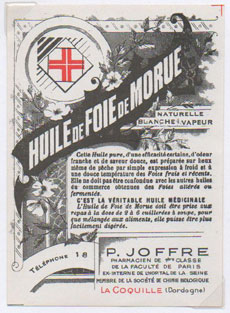 HUILE DE FOIE DE MORUE
NATURELLE
BLANCHE À VAPEUR
Cette Huile pure, d'une efficacité certaine, d'odeur
franche et de saveur douce, est préparée sur lieux
même de pêche par simple expression à froid et à
une douce température des Foies frais et récents.
Elle ne doit pas être confondue avec les autres huiles
du commerce obtenues des Foies altérés ou
fermentés.
C'EST LA VÉRITABLE HUILE MÉDICINALE
L'Huile de Foie de Morue doit être prise aux
repas à la dose de 2 à 6 cuillerées à soupe, pour
que mélangée aux aliments, elle puisse être plus
facilement digérée.
TÉLÉPHONE 18
P. JOFFRE
PHARMACIEN DE 1ère CLASSE
DE LA FACULTÉ DE PARIS
EX-INTERNE DE L'HÔPITAL DE LA SEINE
MEMBRE DE LA SOCIÉTÉ DE CHIMIE BIOLOGIQUE
LA COQUILLE (Dordogne)